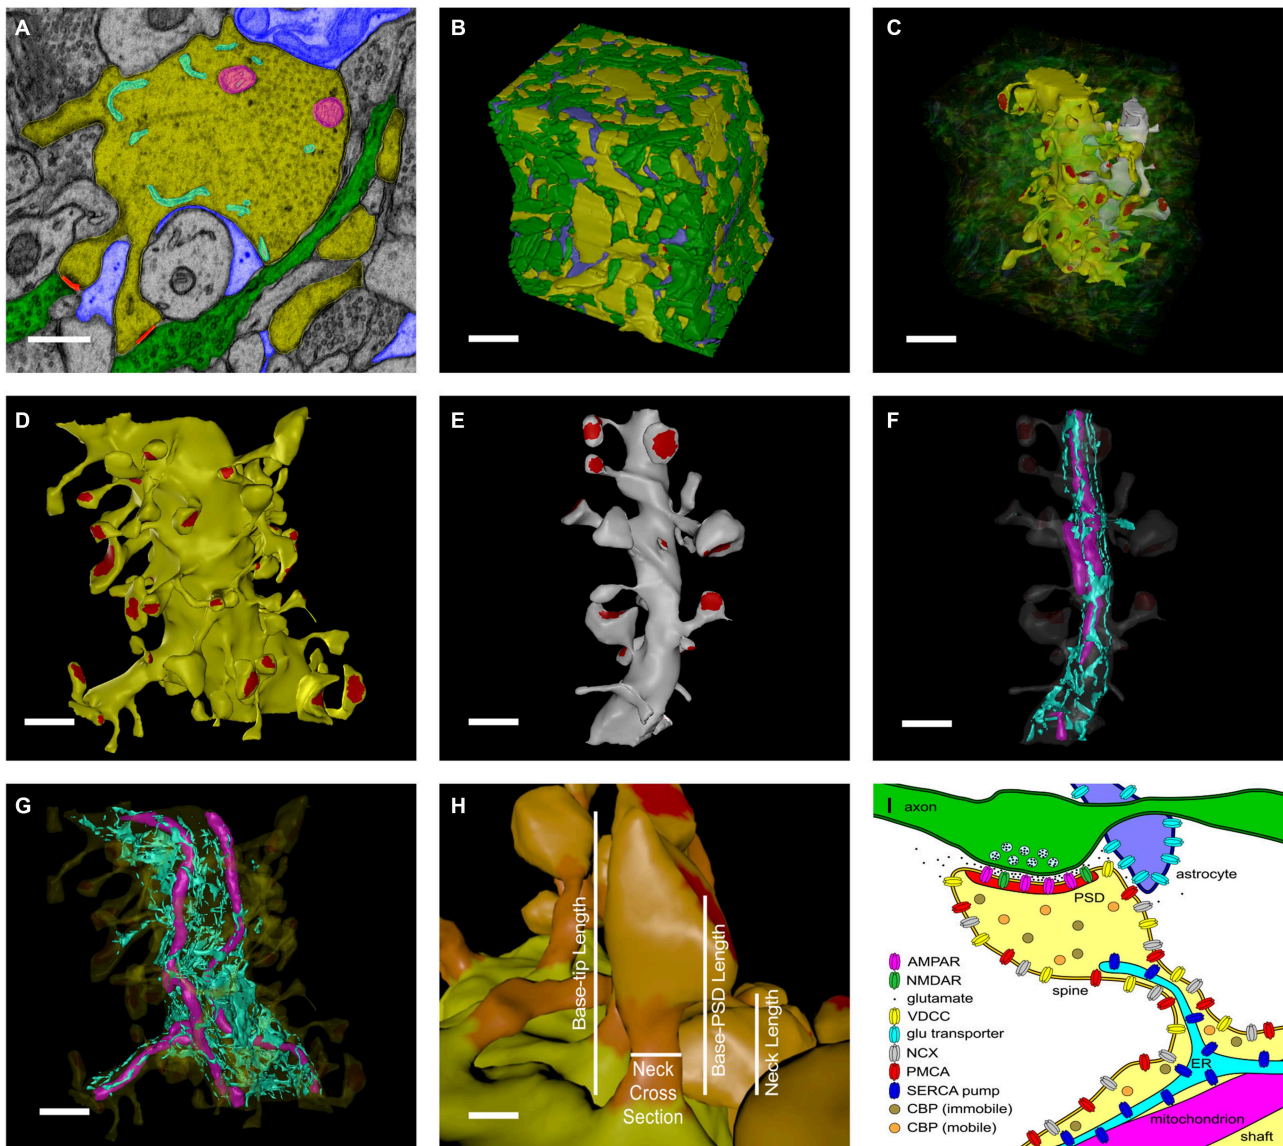 A
B
C
D
E
F
G
H
Base-tip Length
Base-PSD Length
Neck Length
Neck
Cross
Section
I
axon
astrocyte
PSD
spine
ER
mitochondrion
shaft
AMPAR
NMDAR
glutamate
VDCC
glu transporter
NCX
PMCA
SERCA pump
CBP (immobile)
CBP (mobile)